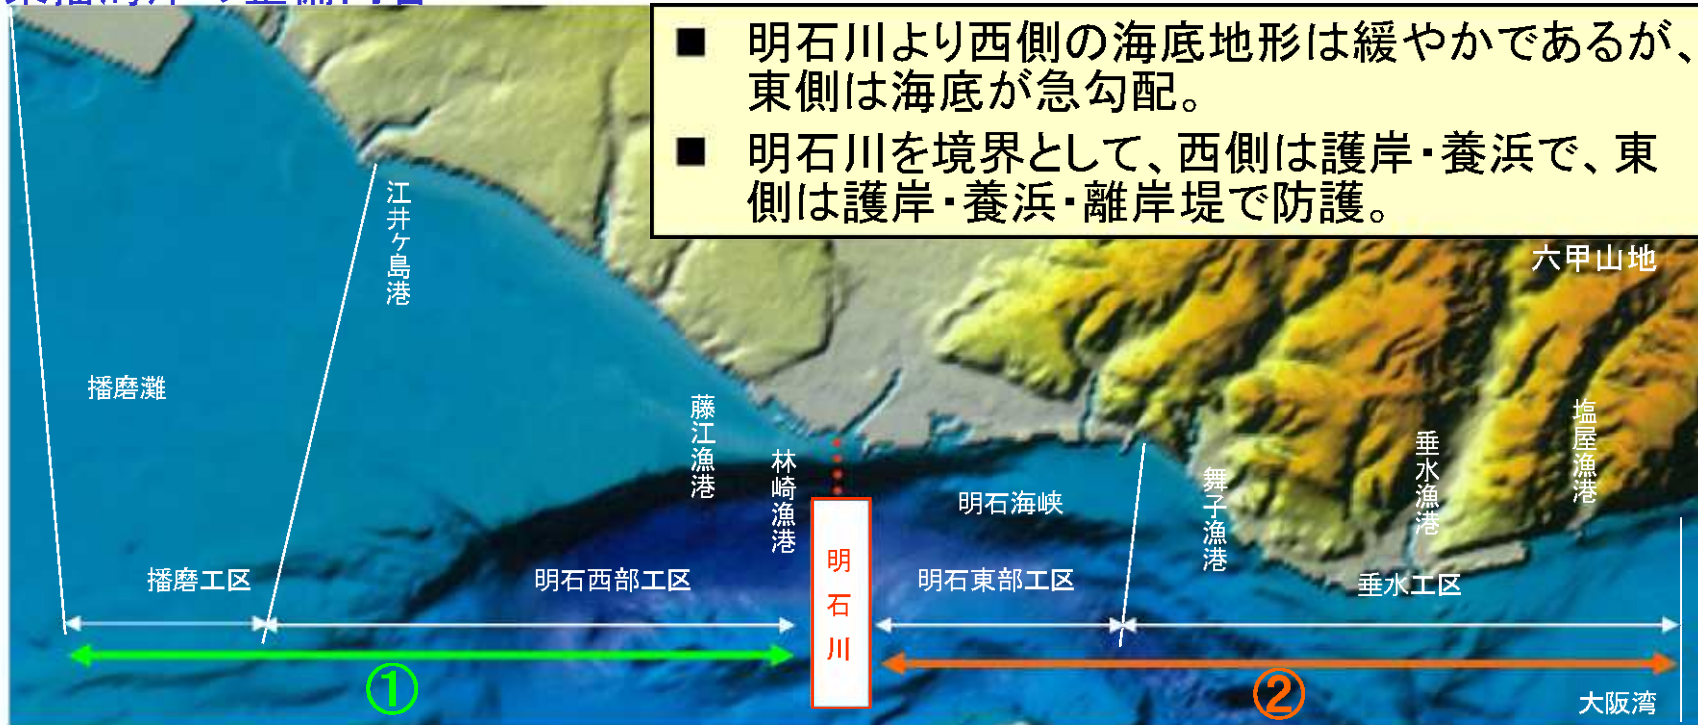 ■ 明石川より西側の海底地形は緩やかであるが、
東側は海底が急勾配。
■ 明石川を境界として、西側は護岸・養浜で、東
側は護岸・養浜・離岸堤で防護。
六甲山地
江井ヶ島港
播磨灘
藤江漁港
林崎漁港
明石海峡
舞子漁港
垂水漁港
塩屋漁港
播磨工区
明石西部工区
明石川
明石東部工区
垂水工区
①
②
大阪湾